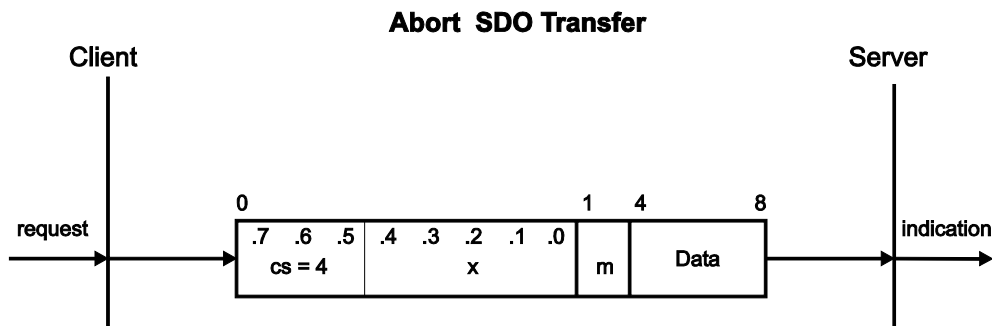 Abort SDO Transfer
Client Server
0 1 4 8
request .7 .6 .5 .4 .3 .2 .1 .0 indication
cs = 4 x m Data